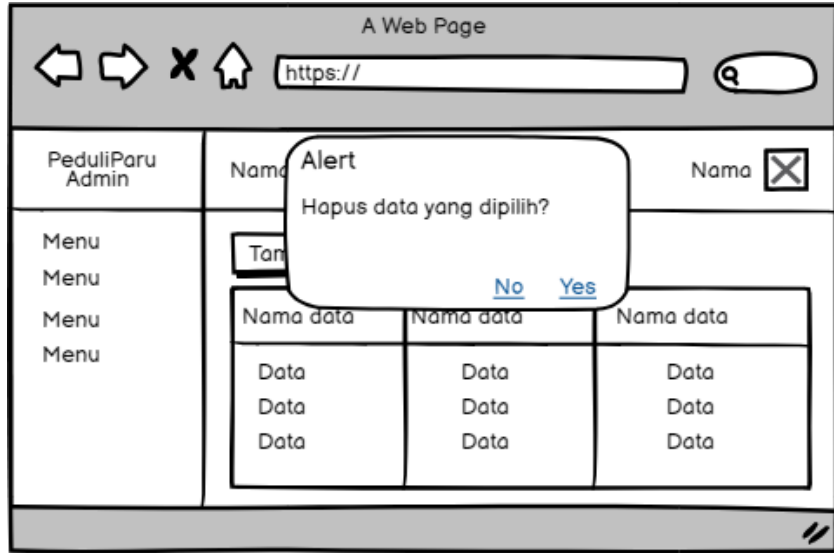 A Web Page
https://
PeduliParu
Admin
Nama
Nama
Alert
Hapus data yang dipilih?
No Yes
Menu
Menu
Menu
Menu
Nama data Nama data Nama data
Data Data Data
Data Data Data
Data Data Data